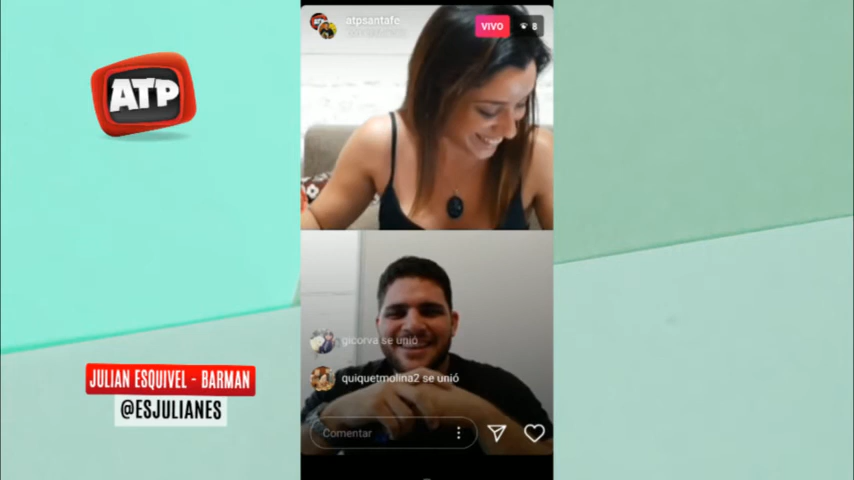 ATP
atpsantafe
VIVO
8
gicorva se unió
quiquetmolina2 se unió
Comentar
JULIAN ESQUIVEL - BARMAN
@ESJULIANES